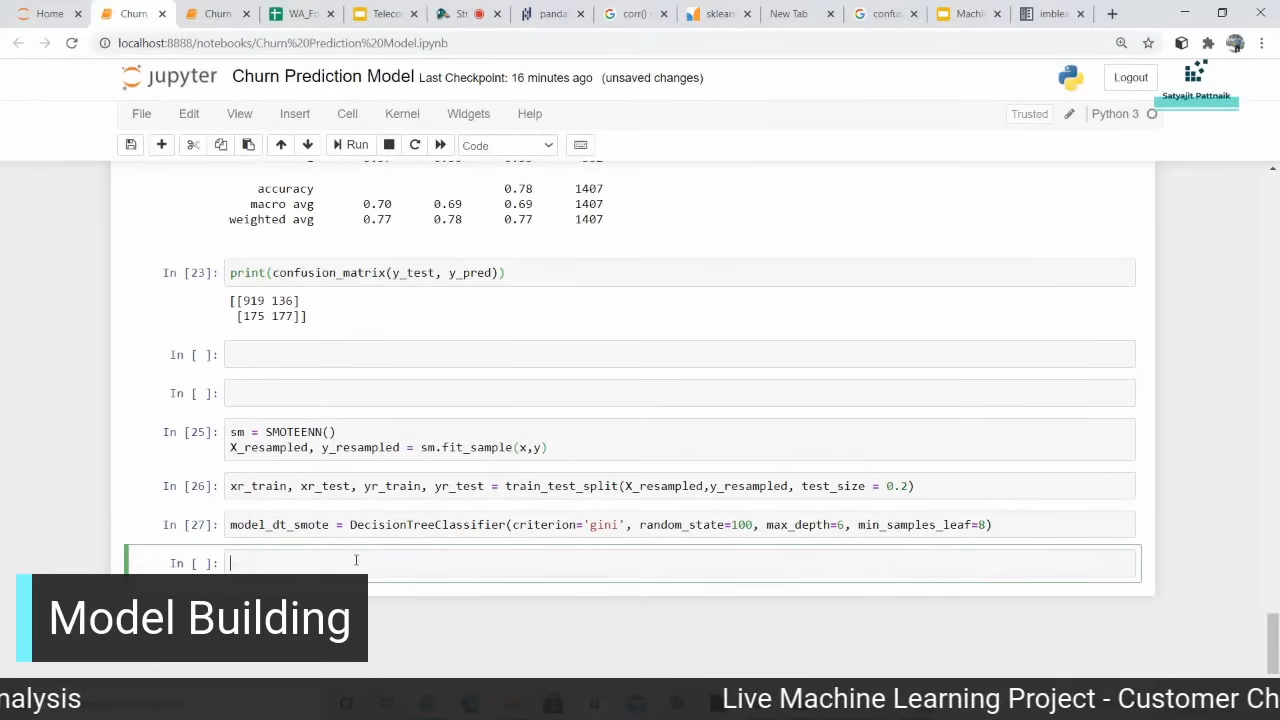 Home
Churn
Churn
WA_Fo
Teleco
Str
panda
corr()
sklearn
New Tab
confus
Machi
imblea
localhost:8888/notebooks/Churn%20Prediction%20Model.ipynb
jupyter Churn Prediction Model Last Checkpoint: 16 minutes ago (unsaved changes)
Logout
Satyajit Pattnaik
File Edit View Insert Cell Kernel Widgets Help
Trusted
Python 3
Run
Code
accuracy 0.78 1407
macro avg 0.70 0.69 0.69 1407
weighted avg 0.77 0.78 0.77 1407
In [23]: print(confusion_matrix(y_test, y_pred))
[[919 136]
[175 177]]
In [ ]:
In [ ]:
In [25]: sm = SMOTEENN()
X_resampled, y_resampled = sm.fit_sample(x,y)
In [26]: xr_train, xr_test, yr_train, yr_test = train_test_split(X_resampled,y_resampled, test_size = 0.2)
In [27]: model_dt_smote = DecisionTreeClassifier(criterion='gini', random_state=100, max_depth=6, min_samples_leaf=8)
In [ ]:
Model Building
nalysis
Live Machine Learning Project - Customer Ch